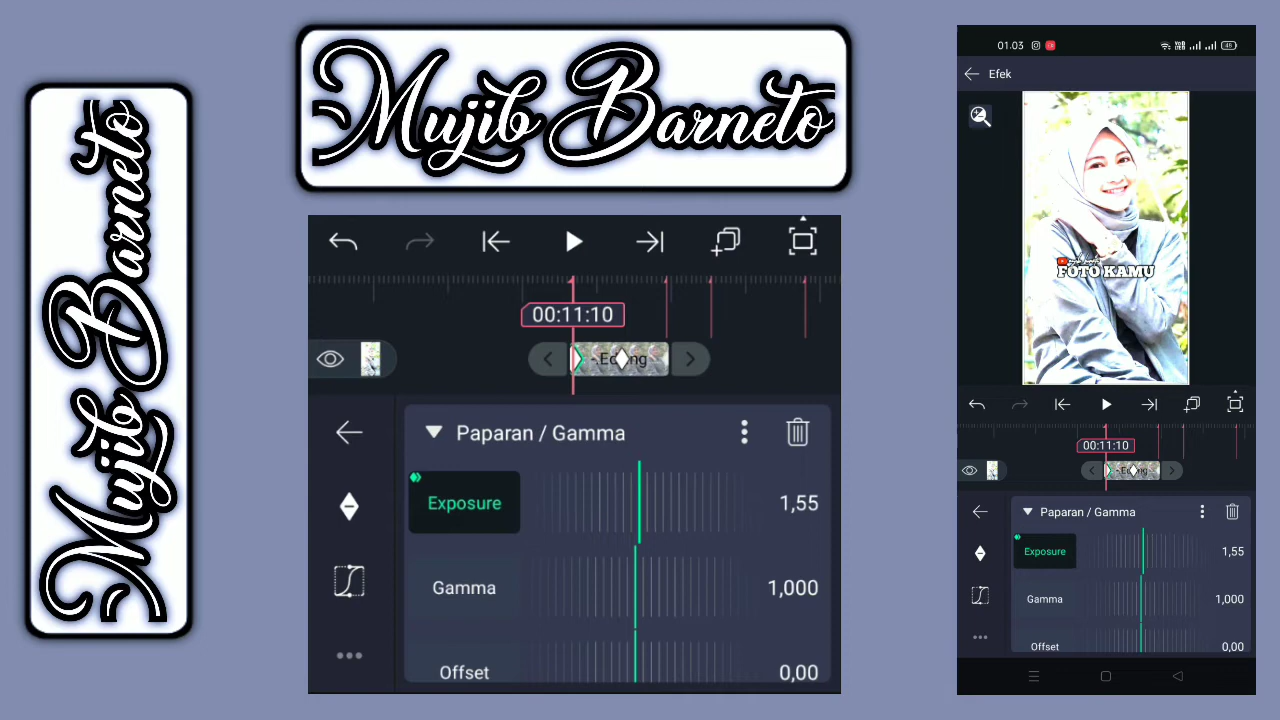 Mujib Barneto
Mujib Barneto
00:11:10
Paparan / Gamma
Exposure
1,55
Gamma
1,000
Offset
0,00
01.03
Efek
FOTO KAMU
00:11:10
Paparan / Gamma
Exposure
1,55
Gamma
1,000
Offset
0,00